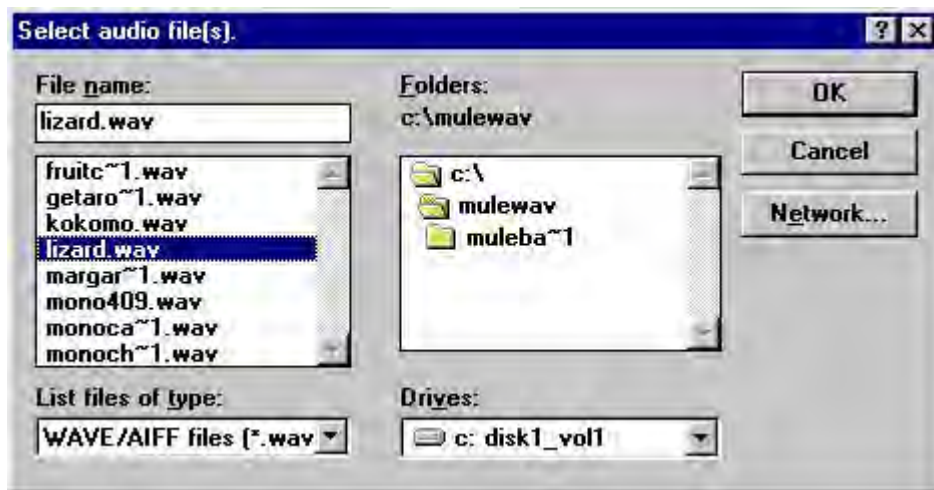 Select audio file(s).
File name:
lizard.wav
fruitc~1.wav
getaro~1.wav
kokomo.wav
lizard.wav
margar~1.wav
mono409.wav
monoca~1.wav
monoch~1.wav
List files of type:
WAVE/AIFF files (*.wav
Folders:
c:\mulewav
c:\
mulewav
muleba~1
Drives:
c: disk1_vol1
OK
Cancel
Network...